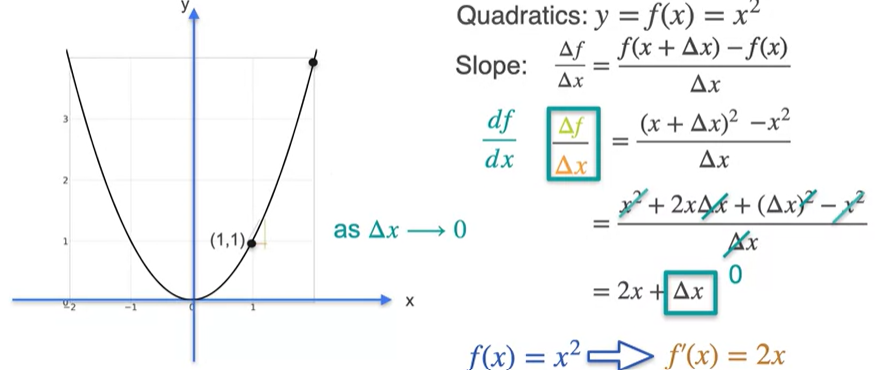 y
3
2
1
(1,1)
-2
−1
0
1
x
as Δx ⟶ 0
Quadratics: y = f(x) = x²
Slope: Δf/Δx = (f(x + Δx) − f(x))/Δx
df/dx Δf/Δx = ((x + Δx)² − x²)/Δx
= (x² + 2xΔx + (Δx)² − x²)/Δx
0
= 2x + Δx
f(x) = x² ⇒ f′(x) = 2x